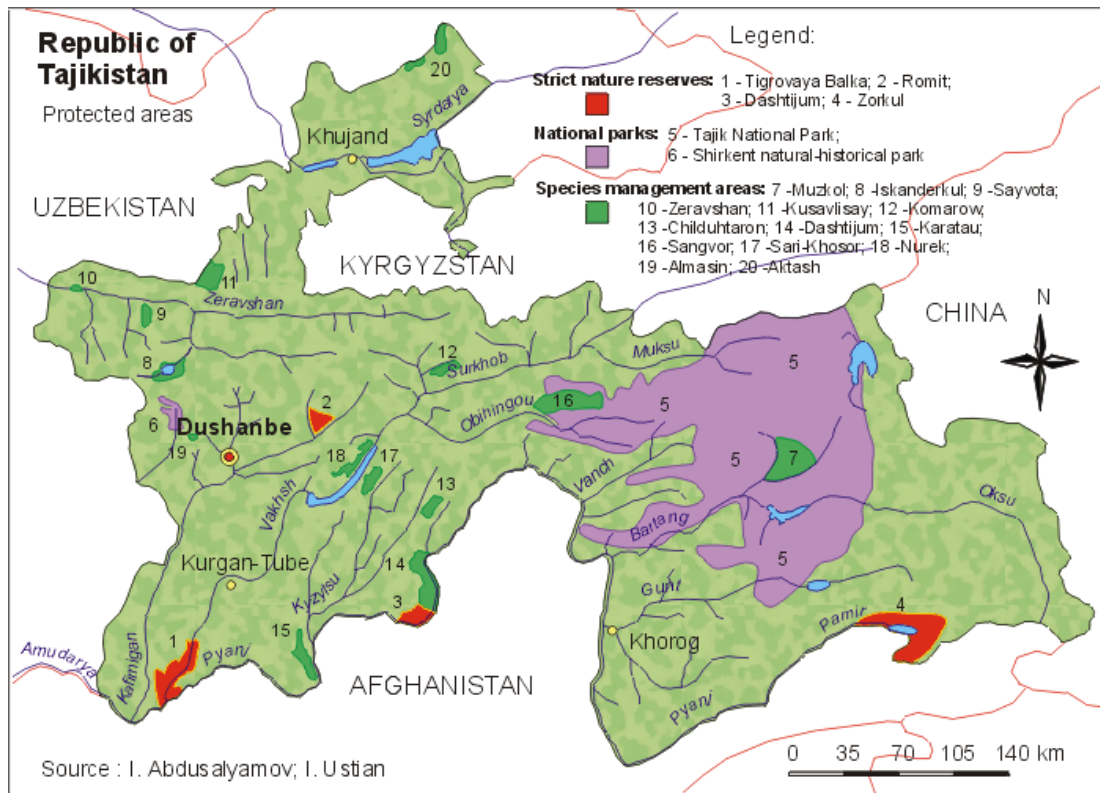 Republic of
Tajikistan
Protected areas
Legend:
Strict nature reserves: 1 - Tigrovaya Balka; 2 - Romit;
3 - Dashtijum; 4 - Zorkul
National parks: 5 - Tajik National Park;
6 - Shirkent natural-historical park
Species management areas: 7 -Muzkol; 8 -Iskanderkul; 9 -Sayvota;
10 -Zeravshan; 11 -Kusavlisay; 12 -Komarow;
13 -Childuhtaron; 14 -Dashtijum; 15 -Karatau;
16 -Sangvor; 17 -Sari-Khosor; 18 -Nurek;
19 -Almasin; 20 -Aktash
20
Syrdarya
Khujand
UZBEKISTAN
KYRGYZSTAN
CHINA
N
10
11
Zeravshan
9
8
12
Surkhob
Muksu
5
6
2
16
5
Dushanbe
Obihingou
19
18
17
5
7
Vanch
13
Vakhsh
Bartang
Oksu
14
5
Kurgan-Tube
Kyzylsu
Gunt
3
4
Pamir
1
15
Khorog
Pyanj
Kafirnigan
Amudarya
AFGHANISTAN
Pyanj
0 35 70 105 140 km
Source : I. Abdusalyamov; I. Ustian